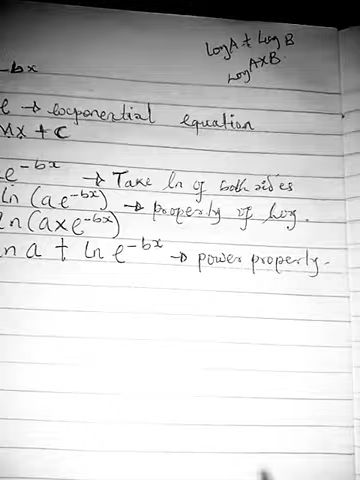 Log A + Log B
Log A x B.
-bx
e → exponential equation
Mx + c
e^-bx → Take ln of both sides
ln (ae^-bx) → property of Log.
ln (axe^-bx)
ln a + ln e^-bx → power property.